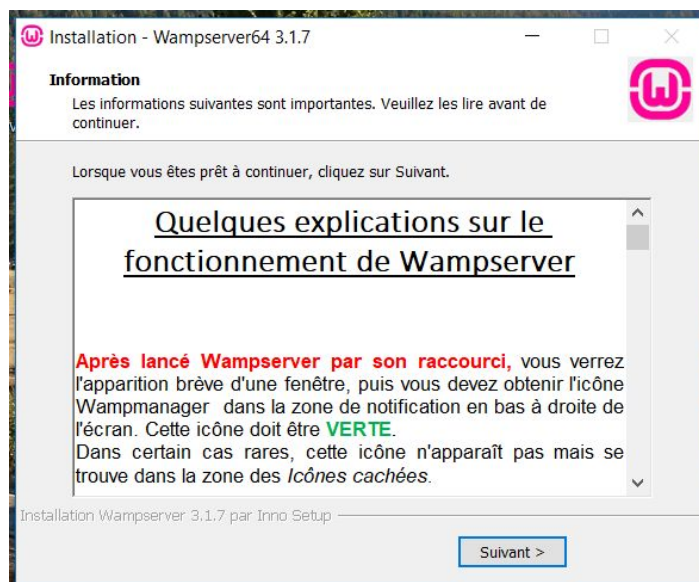 Installation - Wampserver64 3.1.7
Information
Les informations suivantes sont importantes. Veuillez les lire avant de
continuer.
Lorsque vous êtes prêt à continuer, cliquez sur Suivant.
Quelques explications sur le
fonctionnement de Wampserver
Après lancé Wampserver par son raccourci, vous verrez
l'apparition brève d'une fenêtre, puis vous devez obtenir l'icône
Wampmanager dans la zone de notification en bas à droite de
l'écran. Cette icône doit être VERTE.
Dans certain cas rares, cette icône n'apparaît pas mais se
trouve dans la zone des Icônes cachées.
Installation Wampserver 3.1.7 par Inno Setup
Suivant >